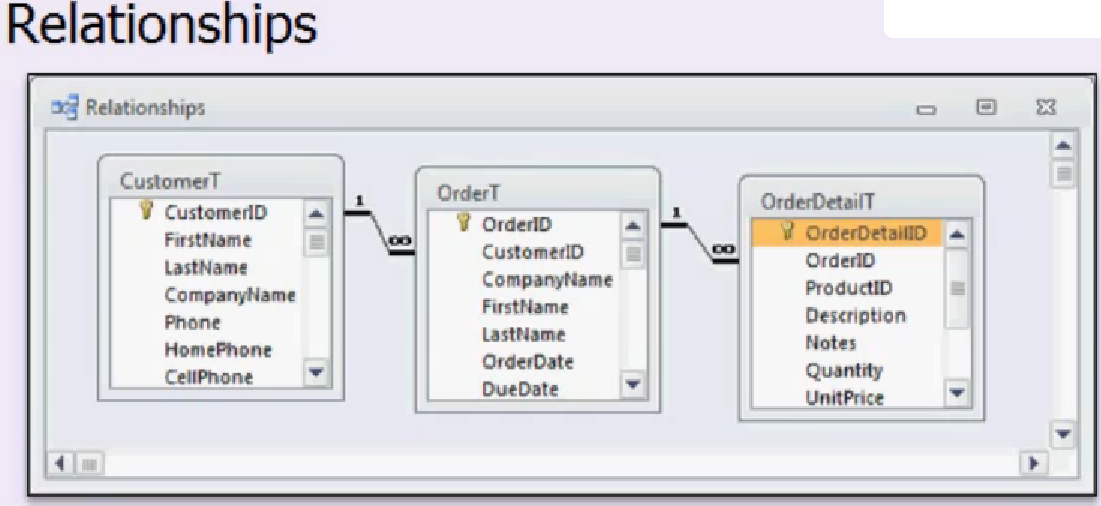 Relationships
Relationships
CustomerT
CustomerID
FirstName
LastName
CompanyName
Phone
HomePhone
CellPhone
1
∞
OrderT
OrderID
CustomerID
CompanyName
FirstName
LastName
OrderDate
DueDate
1
∞
OrderDetailT
OrderDetailID
OrderID
ProductID
Description
Notes
Quantity
UnitPrice